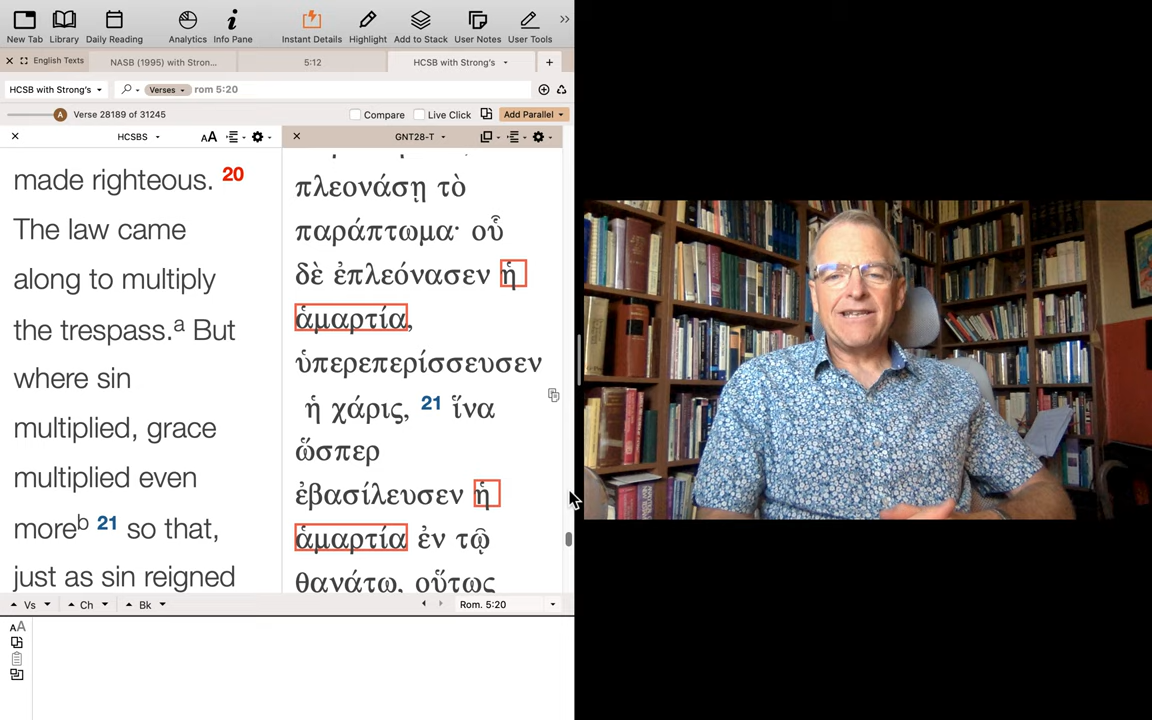 New Tab Library Daily Reading Analytics Info Pane Instant Details Highlight Add to Stack User Notes User Tools
English Texts NASB (1995) with Stron... 5:12 HCSB with Strong's
HCSB with Strong's Verses rom 5:20
A Verse 28189 of 31245 Compare Live Click Add Parallel
HCSBS AA
made righteous. 20
The law came
along to multiply
the trespass.a But
where sin
multiplied, grace
multiplied even
moreb 21 so that,
just as sin reigned
GNT28-T
πλεονάσῃ τὸ
παράπτωμα· οὗ
δὲ ἐπλεόνασεν ἡ
ἁμαρτία,
ὑπερεπερίσσευσεν
ἡ χάρις, 21 ἵνα
ὥσπερ
ἐβασίλευσεν ἡ
ἁμαρτία ἐν τῷ
θανάτῳ, οὕτως
Vs Ch Bk Rom. 5:20
AA